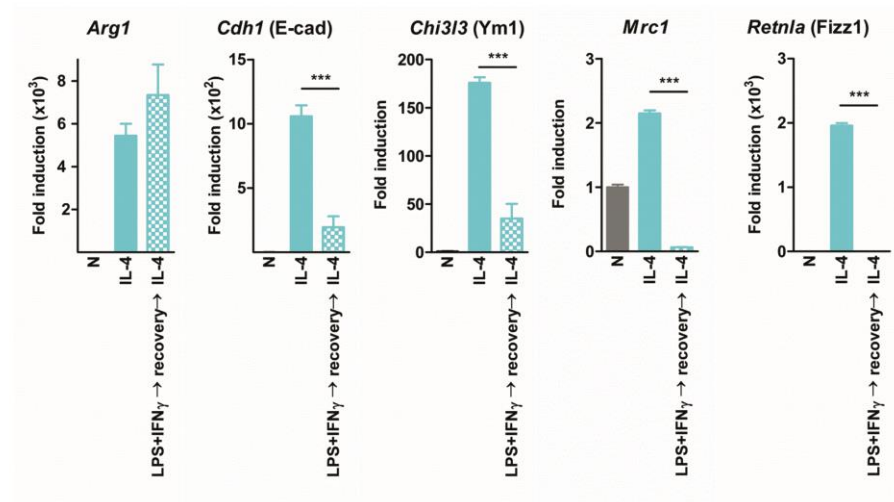 Arg1
Fold induction (x10³)
8
6
4
2
N
IL-4
LPS+IFNγ → recovery→ IL-4
Cdh1 (E-cad)
Fold induction (x10²)
15
10
5
0
***
N
IL-4
LPS+IFNγ → recovery→ IL-4
Chi3l3 (Ym1)
Fold induction
200
150
100
50
0
***
N
IL-4
LPS+IFNγ → recovery→ IL-4
Mrc1
Fold induction
3
2
1
0
***
N
IL-4
LPS+IFNγ → recovery→ IL-4
Retnla (Fizz1)
Fold induction (x10³)
3
2
1
0
***
N
IL-4
LPS+IFNγ → recovery→ IL-4